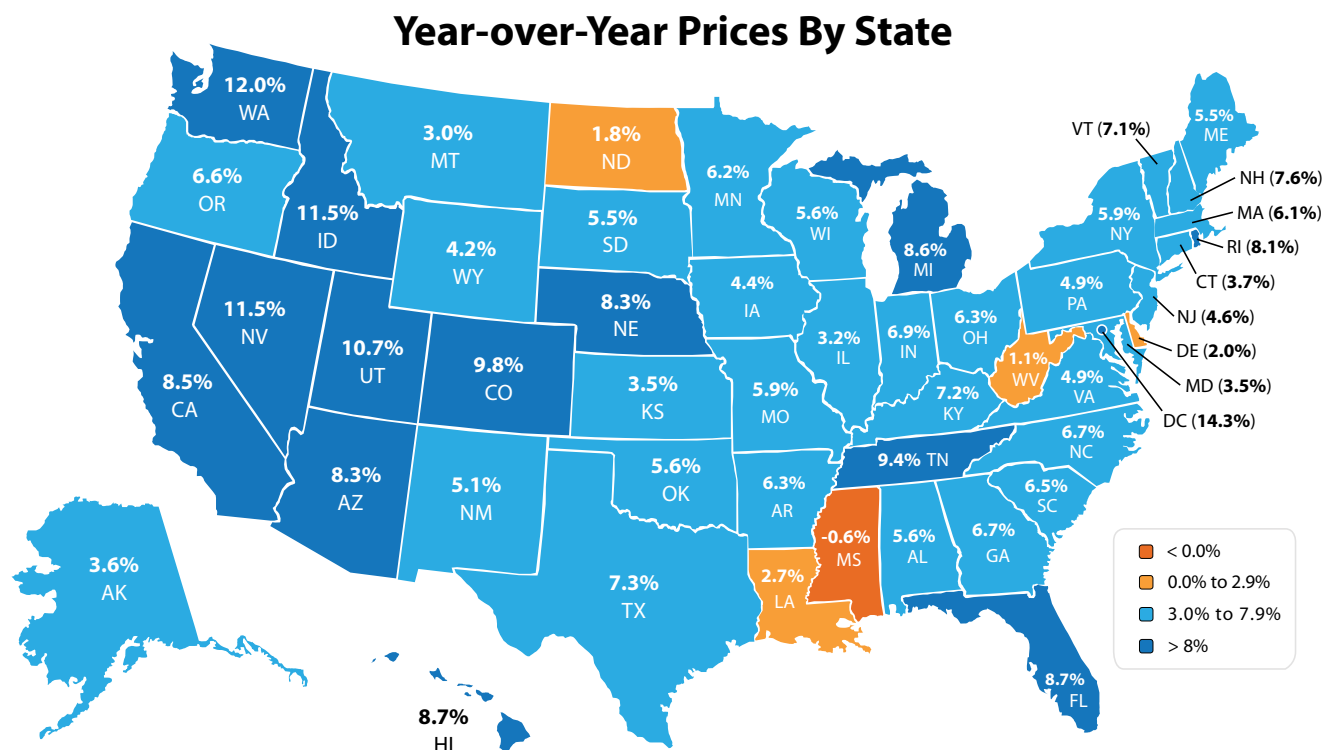 Year-over-Year Prices By State
12.0%
WA
3.0%
MT
1.8%
ND
6.2%
MN
5.5%
ME
VT (7.1%)
6.6%
OR
11.5%
ID
4.2%
WY
5.5%
SD
5.6%
WI
8.6%
MI
5.9%
NY
NH (7.6%)
MA (6.1%)
RI (8.1%)
CT (3.7%)
NJ (4.6%)
DE (2.0%)
MD (3.5%)
DC (14.3%)
8.5%
CA
11.5%
NV
10.7%
UT
9.8%
CO
8.3%
NE
4.4%
IA
3.2%
IL
6.9%
IN
6.3%
OH
4.9%
PA
1.1%
WV
4.9%
VA
3.5%
KS
5.9%
MO
7.2%
KY
6.7%
NC
8.3%
AZ
5.1%
NM
5.6%
OK
6.3%
AR
9.4% TN
6.5%
SC
7.3%
TX
2.7%
LA
-0.6%
MS
5.6%
AL
6.7%
GA
8.7%
FL
3.6%
AK
8.7%
HI
< 0.0%
0.0% to 2.9%
3.0% to 7.9%
> 8%